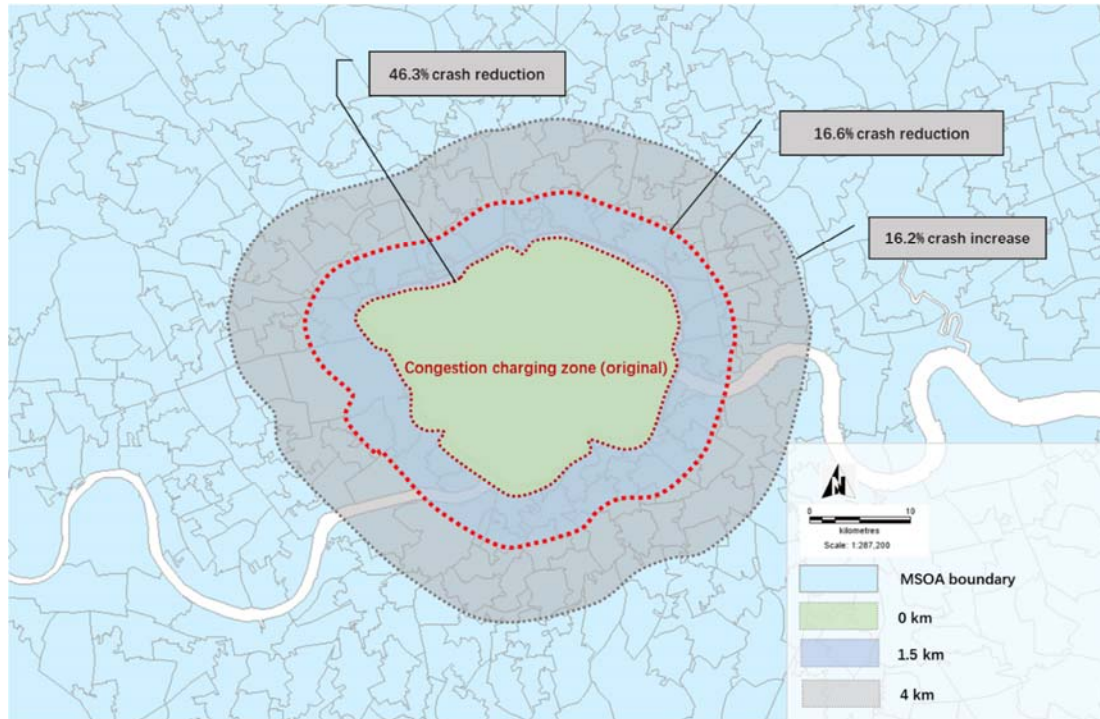 46.3% crash reduction
16.6% crash reduction
16.2% crash increase
Congestion charging zone (original)
N
0 10
kilometres
Scale: 1:267,200
MSOA boundary
0 km
1.5 km
4 km